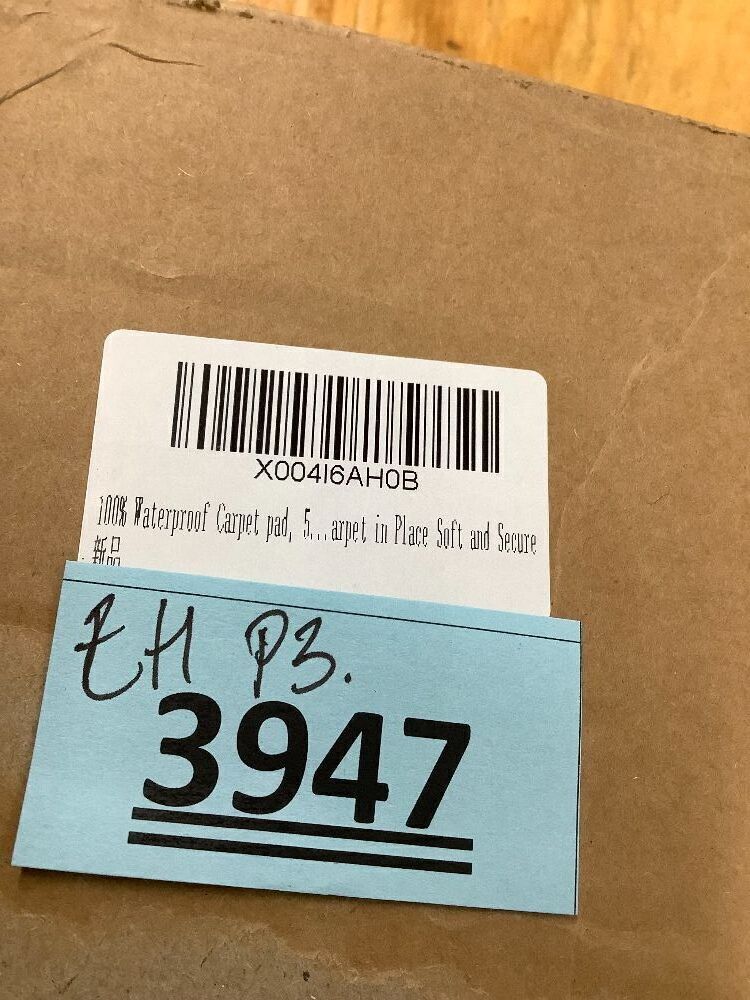 X004I6AH0B
100% Waterproof Carpet pad, 5...arpet in Place Soft and Secure
新品
EH P3.
3947